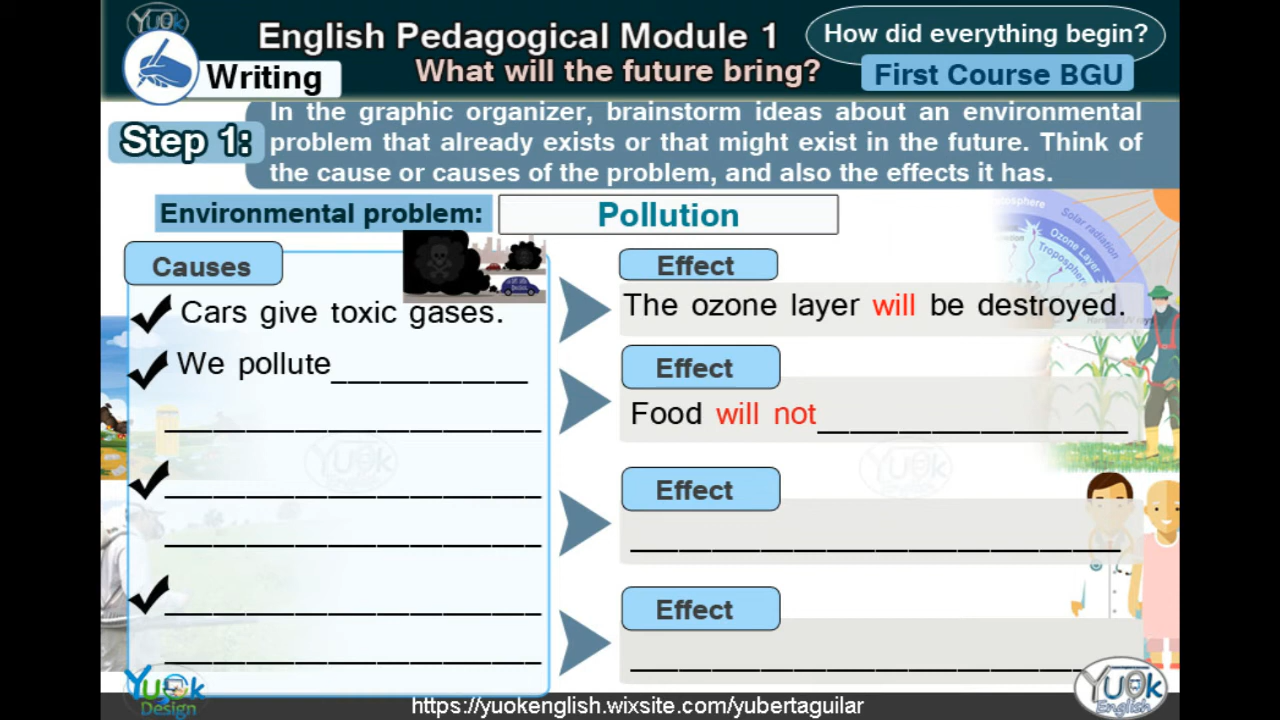 YuOk
English Pedagogical Module 1
How did everything begin?
What will the future bring?
Writing
First Course BGU
Step 1:
In the graphic organizer, brainstorm ideas about an environmental
problem that already exists or that might exist in the future. Think of
the cause or causes of the problem, and also the effects it has.
Environmental problem:
Pollution
Solar radiation
Ozone Layer
Troposphere
Causes
Effect
Cars give toxic gases.
The ozone layer will be destroyed.
We pollute____________
Effect
Food will not___________________
Effect
Effect
YuOk
YuOk
YuOk
Design
YuOk
English
https://yuokenglish.wixsite.com/yubertaguilar